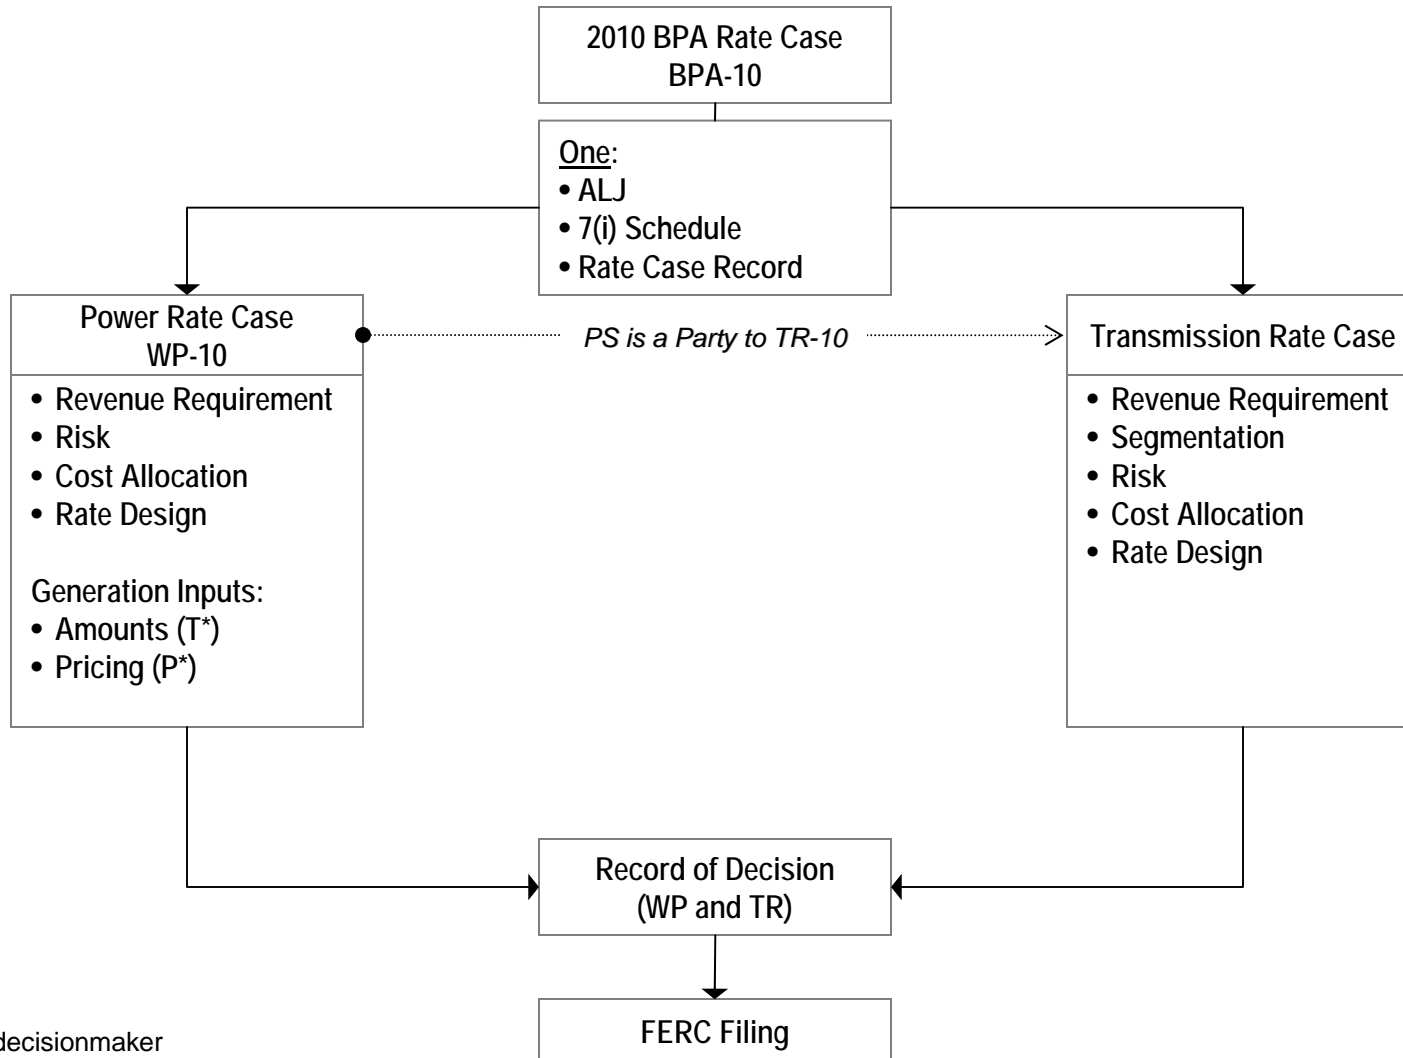 2010 BPA Rate Case
BPA-10
One:
• ALJ
• 7(i) Schedule
• Rate Case Record
Power Rate Case
WP-10
PS is a Party to TR-10
Transmission Rate Case
• Revenue Requirement
• Risk
• Cost Allocation
• Rate Design
Generation Inputs:
• Amounts (T*)
• Pricing (P*)
• Revenue Requirement
• Segmentation
• Risk
• Cost Allocation
• Rate Design
Record of Decision
(WP and TR)
FERC Filing
decisionmaker